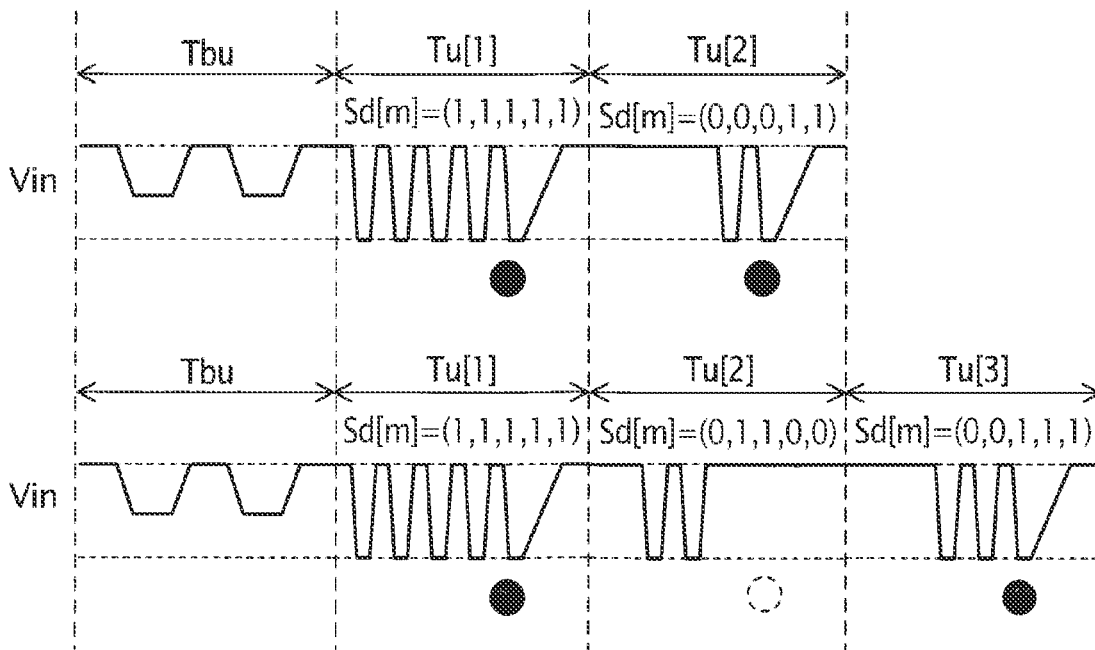 Tbu Tu[1] Tu[2]
Sd[m]=(1,1,1,1,1) Sd[m]=(0,0,0,1,1)
Vin
Tbu Tu[1] Tu[2] Tu[3]
Sd[m]=(1,1,1,1,1) Sd[m]=(0,1,1,0,0) Sd[m]=(0,0,1,1,1)
Vin